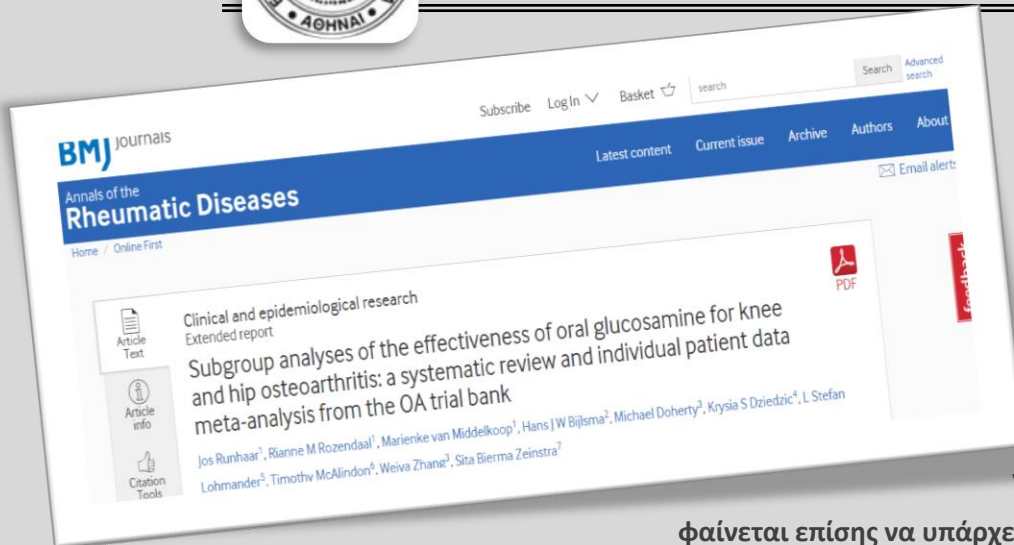 ΑΘΗΝΑΙ
Subscribe Log In Basket search Search Advanced search
BMJ Journals
Latest content Current issue Archive Authors About
Annals of the
Rheumatic Diseases
Email alerts
Home / Online First
feedback
PDF
Article
Text
Clinical and epidemiological research
Extended report
Subgroup analyses of the effectiveness of oral glucosamine for knee
and hip osteoarthritis: a systematic review and individual patient data
meta-analysis from the OA trial bank
Article
info
Jos Runhaar¹, Rianne M Rozendaal¹, Marienke van Middelkoop¹, Hans J W Bijlsma², Michael Doherty³, Krysia S Dziedzic⁴, L Stefan
Lohmander⁵, Timothy McAlindon⁶, Weiya Zhang³, Sita Bierma Zeinstra⁷
Citation
Tools
φαίνεται επίσης να